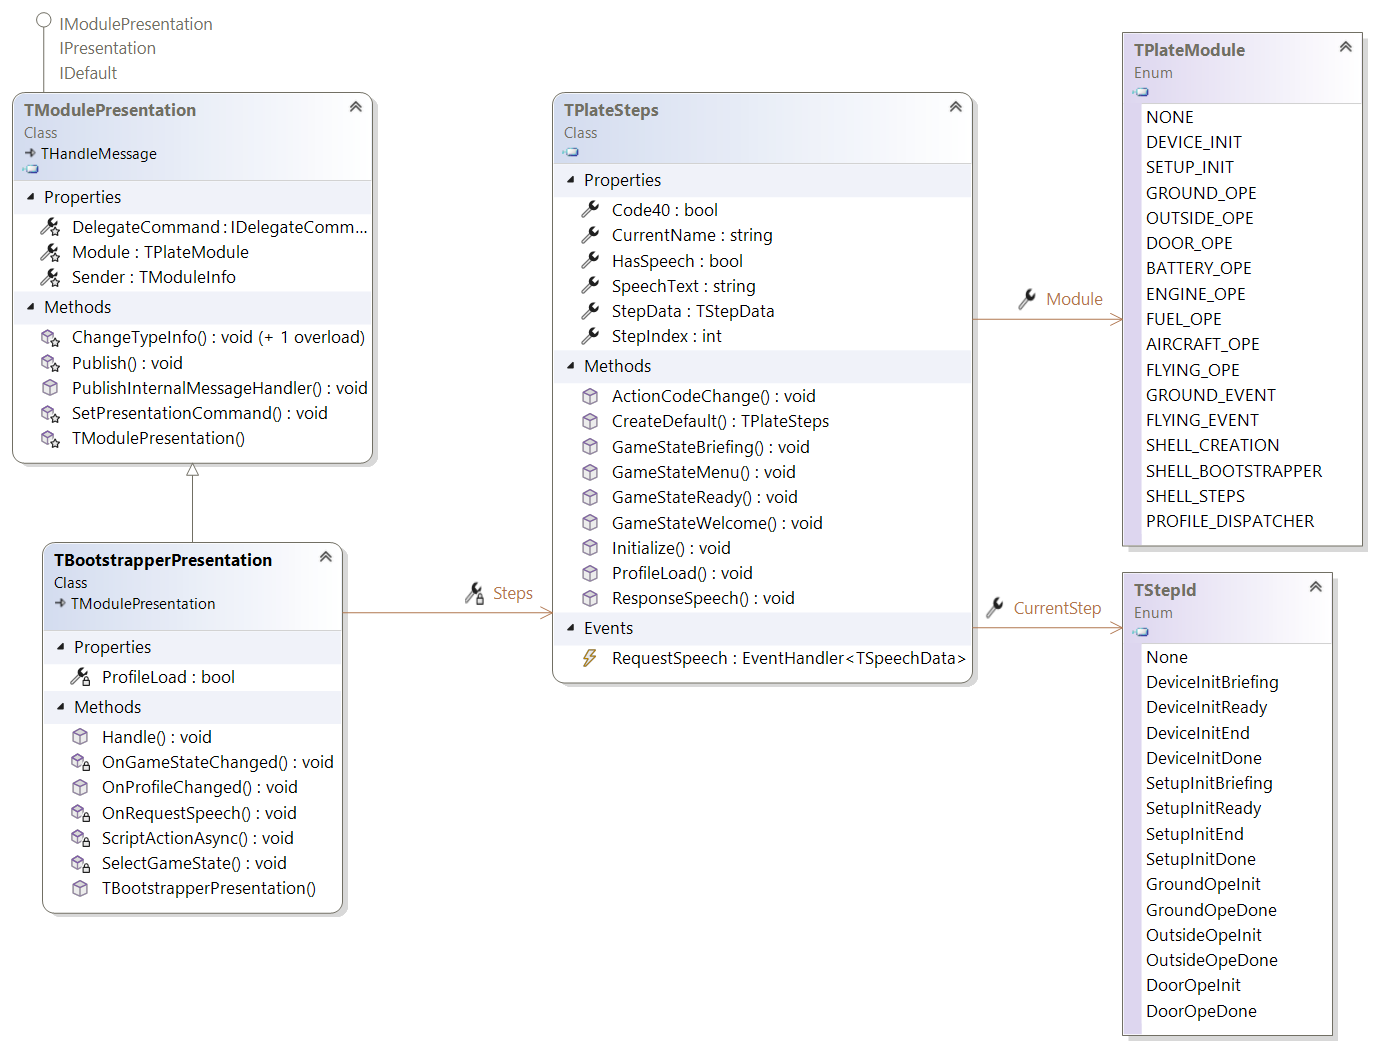 IModulePresentation
IPresentation
IDefault
TModulePresentation
Class
THandleMessage
Properties
DelegateCommand : IDelegateComm...
Module : TPlateModule
Sender : TModuleInfo
Methods
ChangeTypeInfo() : void (+ 1 overload)
Publish() : void
PublishInternalMessageHandler() : void
SetPresentationCommand() : void
TModulePresentation()
TBootstrapperPresentation
Class
TModulePresentation
Properties
ProfileLoad : bool
Methods
Handle() : void
OnGameStateChanged() : void
OnProfileChanged() : void
OnRequestSpeech() : void
ScriptActionAsync() : void
SelectGameState() : void
TBootstrapperPresentation()
Steps
TPlateSteps
Class
Properties
Code40 : bool
CurrentName : string
HasSpeech : bool
SpeechText : string
StepData : TStepData
StepIndex : int
Methods
ActionCodeChange() : void
CreateDefault() : TPlateSteps
GameStateBriefing() : void
GameStateMenu() : void
GameStateReady() : void
GameStateWelcome() : void
Initialize() : void
ProfileLoad() : void
ResponseSpeech() : void
Events
RequestSpeech : EventHandler<TSpeechData>
Module
CurrentStep
TPlateModule
Enum
NONE
DEVICE_INIT
SETUP_INIT
GROUND_OPE
OUTSIDE_OPE
DOOR_OPE
BATTERY_OPE
ENGINE_OPE
FUEL_OPE
AIRCRAFT_OPE
FLYING_OPE
GROUND_EVENT
FLYING_EVENT
SHELL_CREATION
SHELL_BOOTSTRAPPER
SHELL_STEPS
PROFILE_DISPATCHER
TStepId
Enum
None
DeviceInitBriefing
DeviceInitReady
DeviceInitEnd
DeviceInitDone
SetupInitBriefing
SetupInitReady
SetupInitEnd
SetupInitDone
GroundOpeInit
GroundOpeDone
OutsideOpeInit
OutsideOpeDone
DoorOpeInit
DoorOpeDone